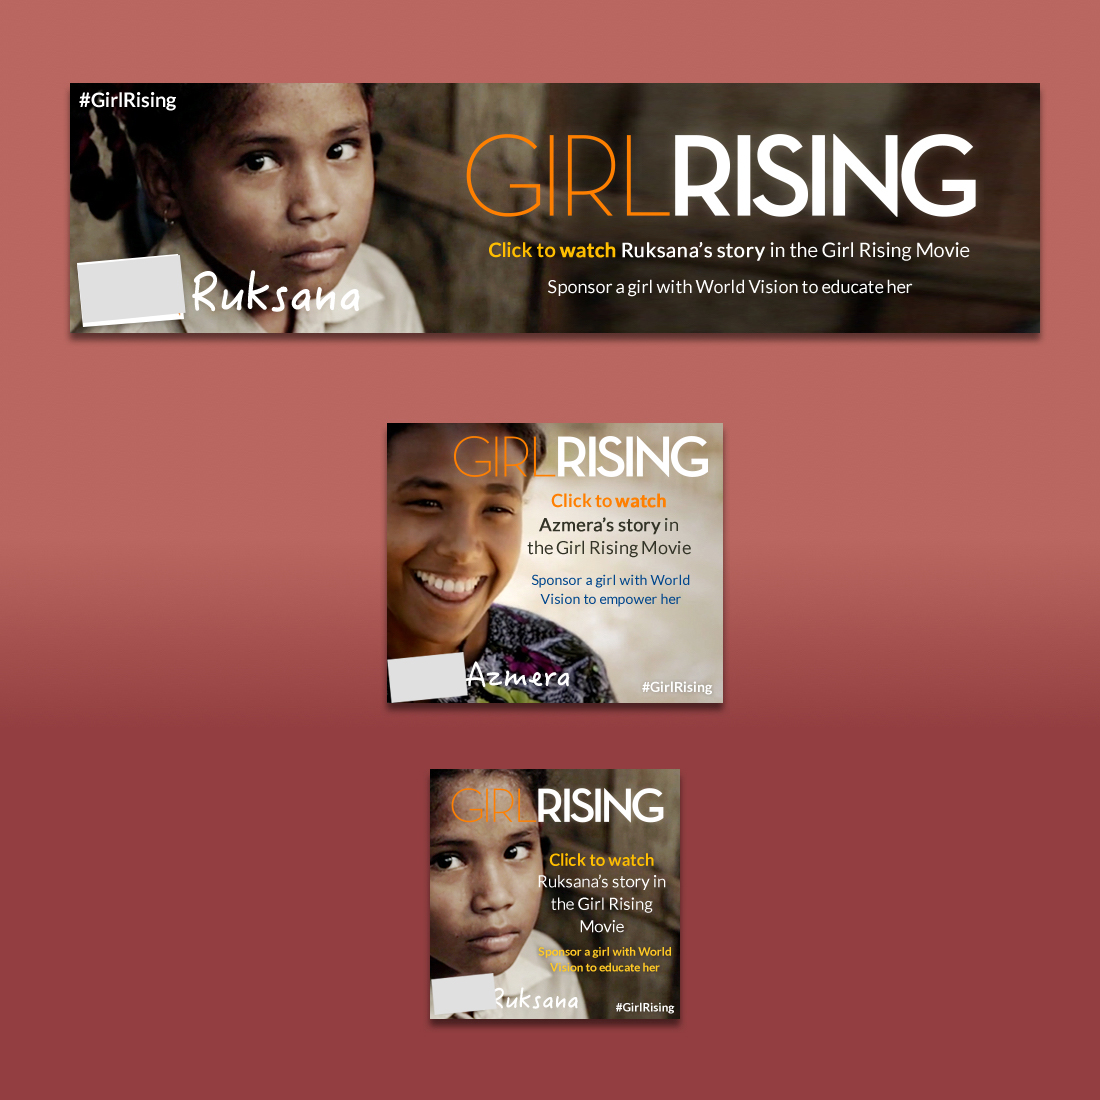 #GirlRising
GIRLRISING
Click to watch Ruksana's story in the Girl Rising Movie
Sponsor a girl with World Vision to educate her
Ruksana
GIRLRISING
Click to watch
Azmera's story in
the Girl Rising Movie
Sponsor a girl with World
Vision to empower her
Azmera
#GirlRising
GIRLRISING
Click to watch
Ruksana's story in
the Girl Rising
Movie
Sponsor a girl with World
Vision to educate her
Ruksana
#GirlRising